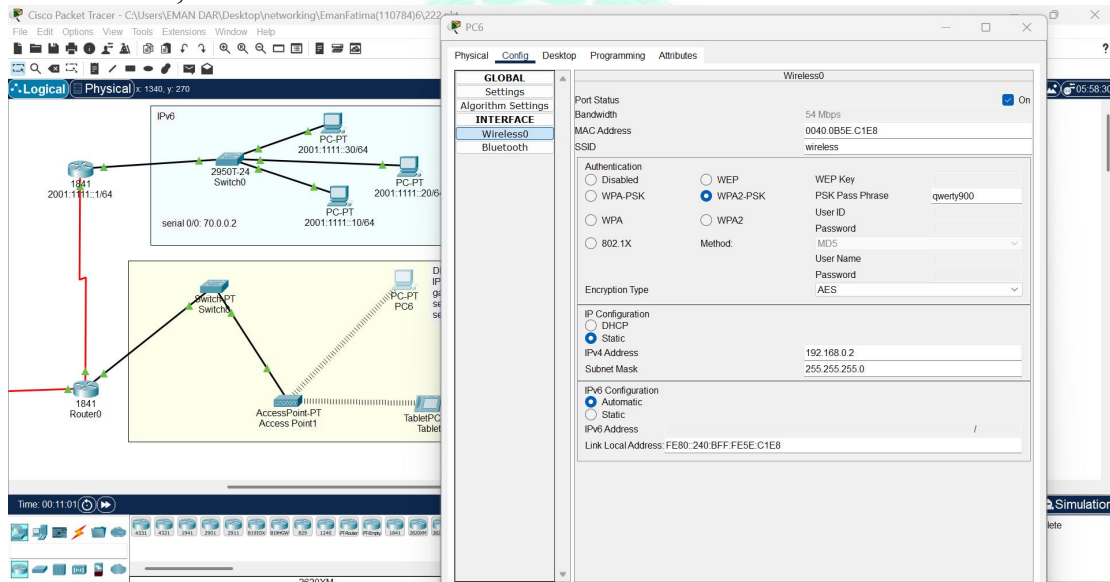 Cisco Packet Tracer - C:\Users\EMAN DAR\Desktop\networking\EmanFatima(110784)6\222.pkt
File Edit Options View Tools Extensions Window Help
Logical Physical x: 1340, y: 270
05:58:30
IPv6
PC-PT
2001:1111::30/64
2950T-24
Switch0
1841
2001:1111::1/64
PC-PT
2001:1111::20/6
PC-PT
2001:1111::10/64
serial 0/0: 70.0.0.2
Switch-PT
PC-PT
PC6
1841
Router0
AccessPoint-PT
Access Point1
TabletPC
Tablet
Time: 00:11:01
Simulation
4331 4321 1941 2901 2911 819IOX 819HGW 829 1240 PT-Router PT-Empty 1841 2620XM
2620XM
PC6
Physical Config Desktop Programming Attributes
GLOBAL
Settings
Algorithm Settings
INTERFACE
Wireless0
Bluetooth
Wireless0
Port Status On
Bandwidth 54 Mbps
MAC Address 0040.0B5E.C1E8
SSID wireless
Authentication
Disabled WEP WEP Key
WPA-PSK WPA2-PSK PSK Pass Phrase qwerty900
User ID
WPA WPA2 Password
802.1X Method: MD5
User Name
Password
Encryption Type AES
IP Configuration
DHCP
Static
IPv4 Address 192.168.0.2
Subnet Mask 255.255.255.0
IPv6 Configuration
Automatic
Static
IPv6 Address /
Link Local Address: FE80::240:BFF:FE5E:C1E8